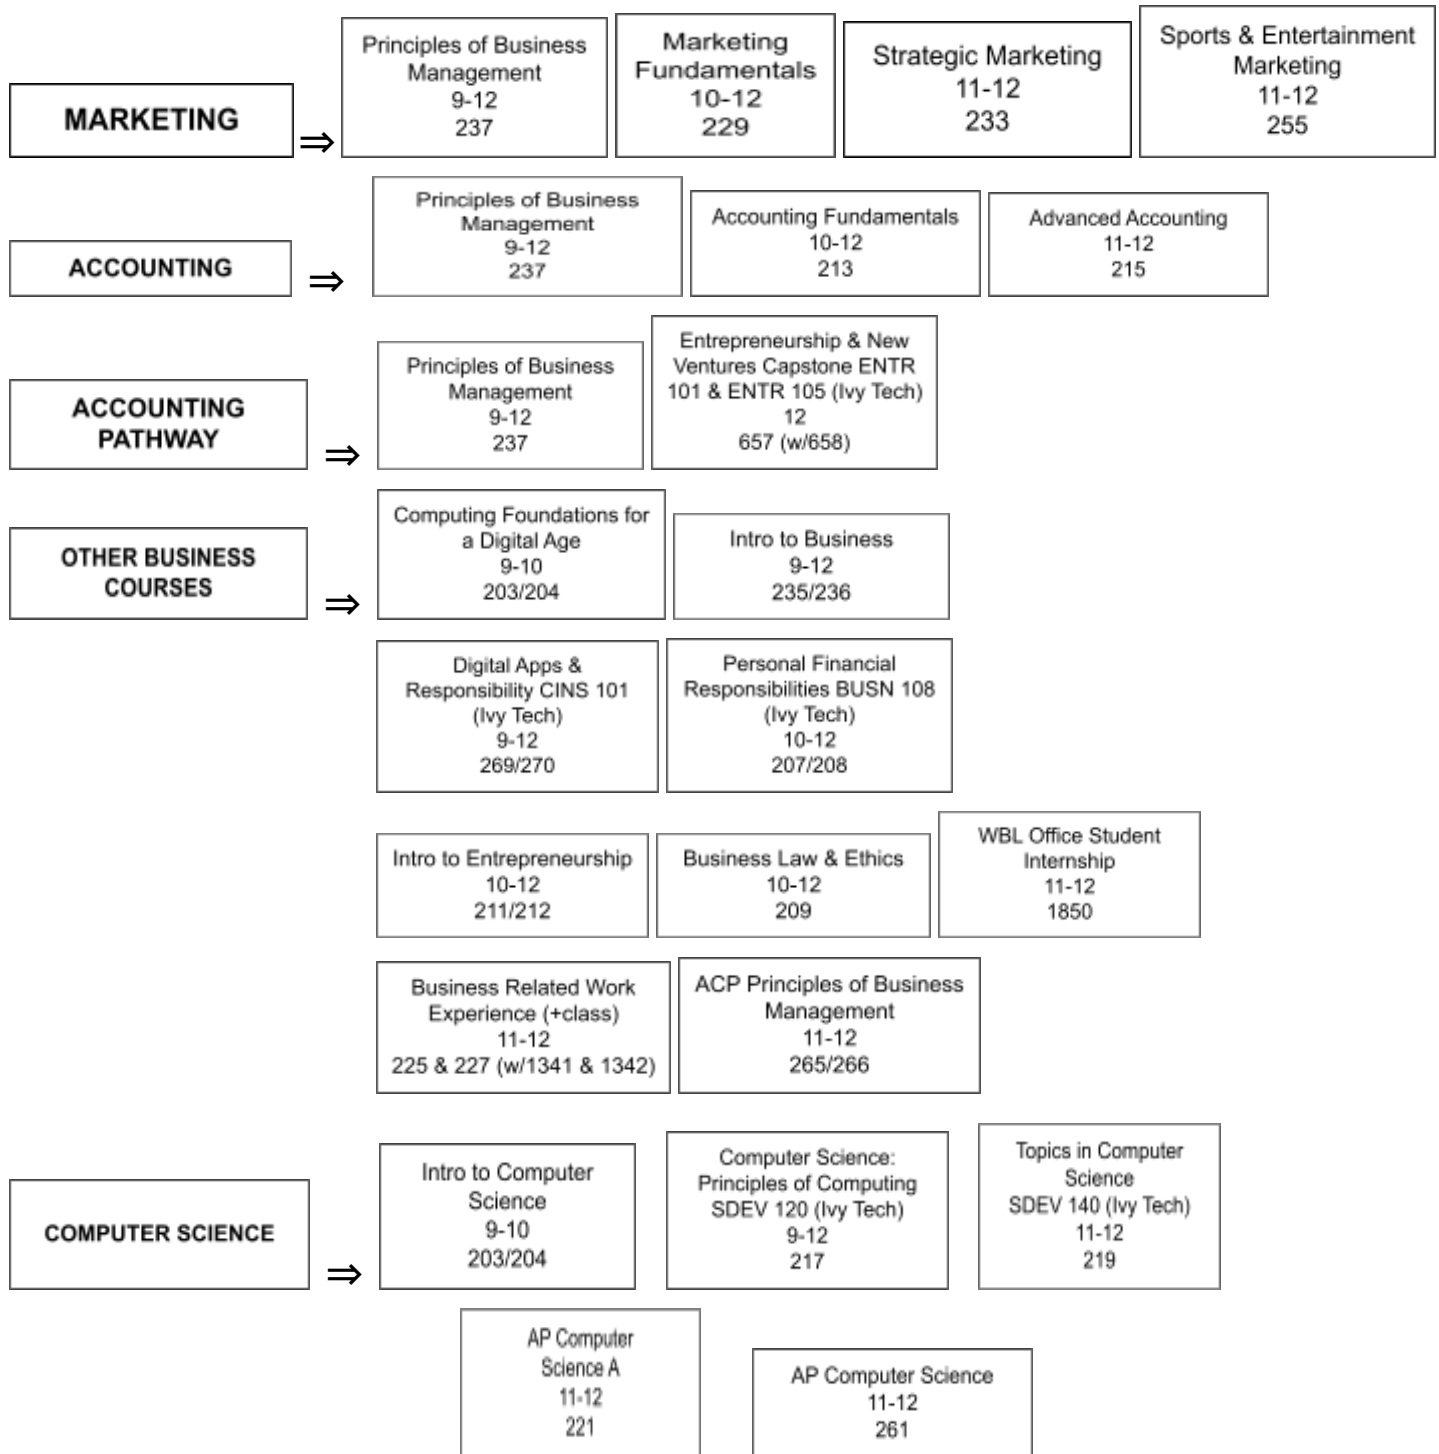 MARKETING
⇒
Principles of Business
Management
9-12
237
Marketing
Fundamentals
10-12
229
Strategic Marketing
11-12
233
Sports & Entertainment
Marketing
11-12
255
ACCOUNTING
⇒
Principles of Business
Management
9-12
237
Accounting Fundamentals
10-12
213
Advanced Accounting
11-12
215
ACCOUNTING
PATHWAY
⇒
Principles of Business
Management
9-12
237
Entrepreneurship & New
Ventures Capstone ENTR
101 & ENTR 105 (Ivy Tech)
12
657 (w/658)
OTHER BUSINESS
COURSES
⇒
Computing Foundations for
a Digital Age
9-10
203/204
Intro to Business
9-12
235/236
Digital Apps &
Responsibility CINS 101
(Ivy Tech)
9-12
269/270
Personal Financial
Responsibilities BUSN 108
(Ivy Tech)
10-12
207/208
Intro to Entrepreneurship
10-12
211/212
Business Law & Ethics
10-12
209
WBL Office Student
Internship
11-12
1850
Business Related Work
Experience (+class)
11-12
225 & 227 (w/1341 & 1342)
ACP Principles of Business
Management
11-12
265/266
COMPUTER SCIENCE
⇒
Intro to Computer
Science
9-10
203/204
Computer Science:
Principles of Computing
SDEV 120 (Ivy Tech)
9-12
217
Topics in Computer
Science
SDEV 140 (Ivy Tech)
11-12
219
AP Computer
Science A
11-12
221
AP Computer Science
11-12
261